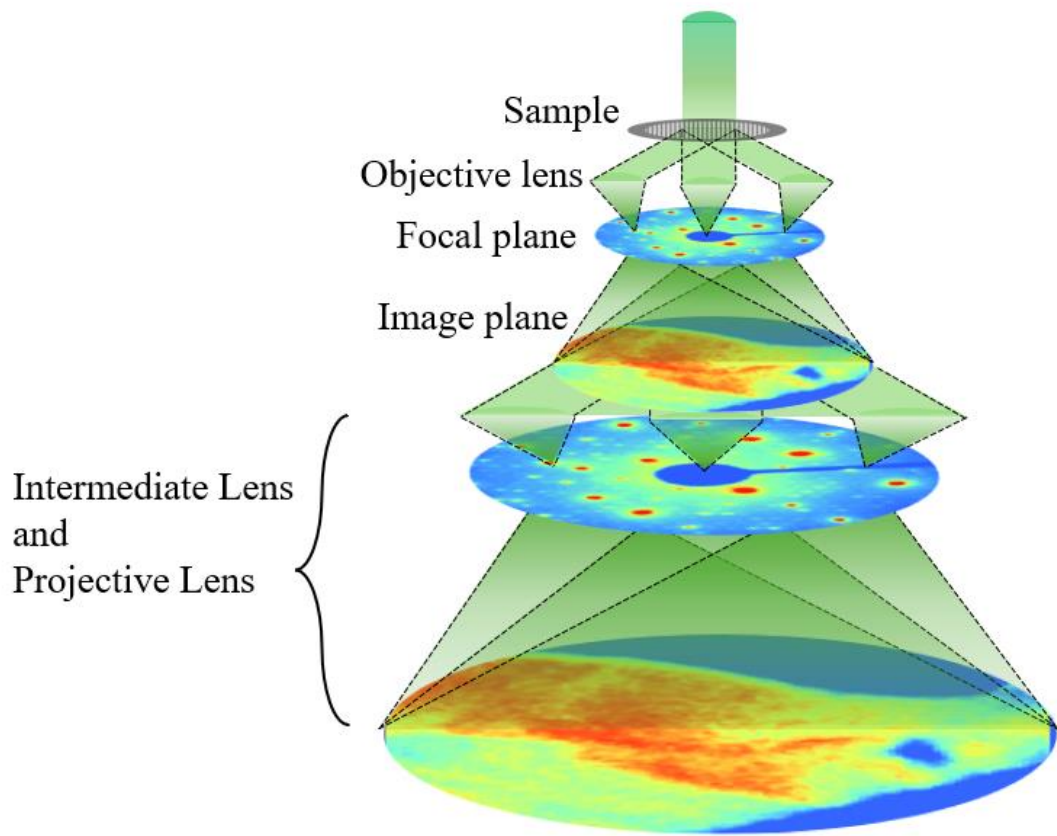 Sample
Objective lens
Focal plane
Image plane
Intermediate Lens
and
Projective Lens